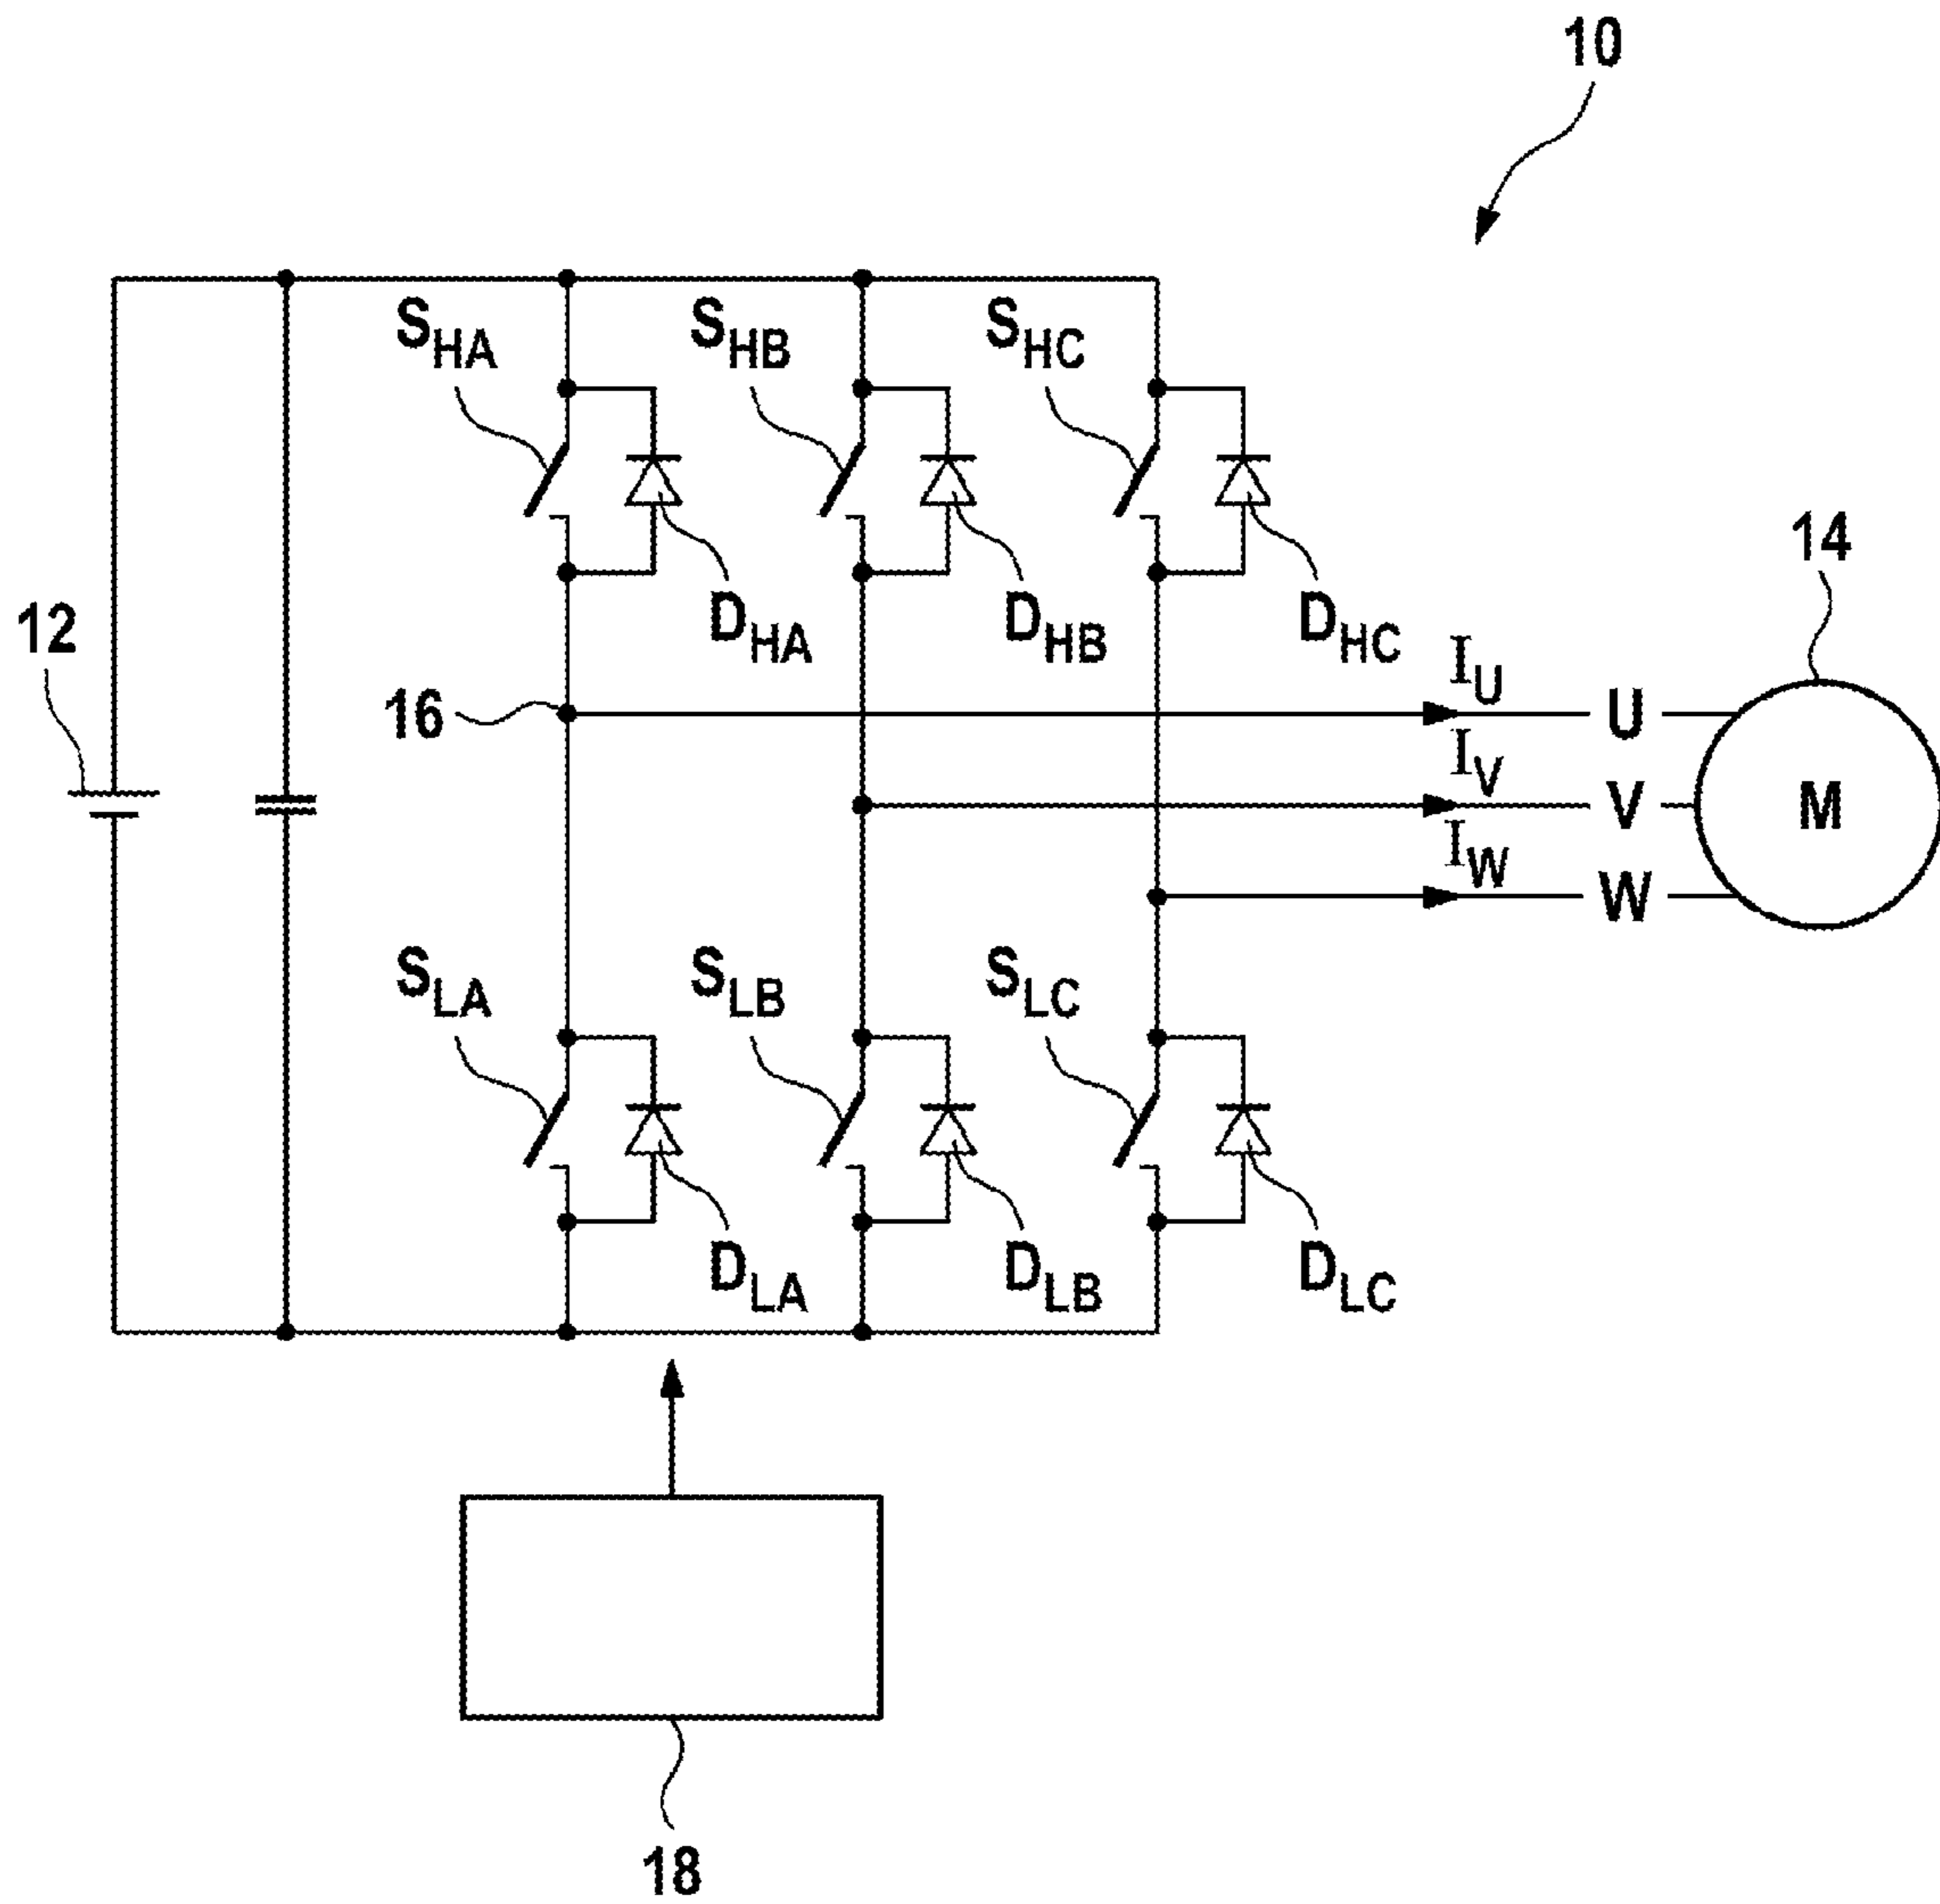 10
S_HA S_HB S_HC
14
12
D_HA D_HB D_HC
I_U
16
U
I_V
V
M
I_W
W
S_LA S_LB S_LC
D_LA D_LB D_LC
18